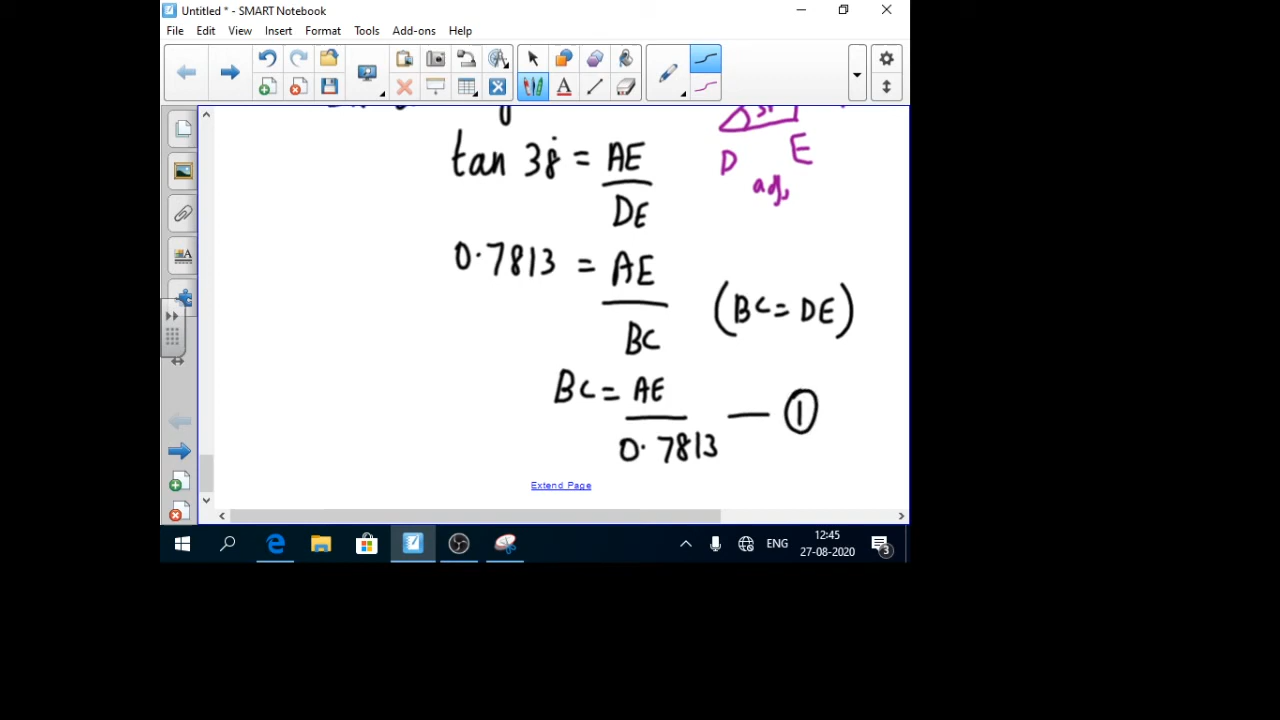 Untitled * - SMART Notebook
File Edit View Insert Format Tools Add-ons Help
tan 38° = AE
DE
D E
adj
0.7813 = AE
BC
(BC = DE)
BC = AE
0.7813 — ①
Extend Page
ENG
12:45
27-08-2020
3